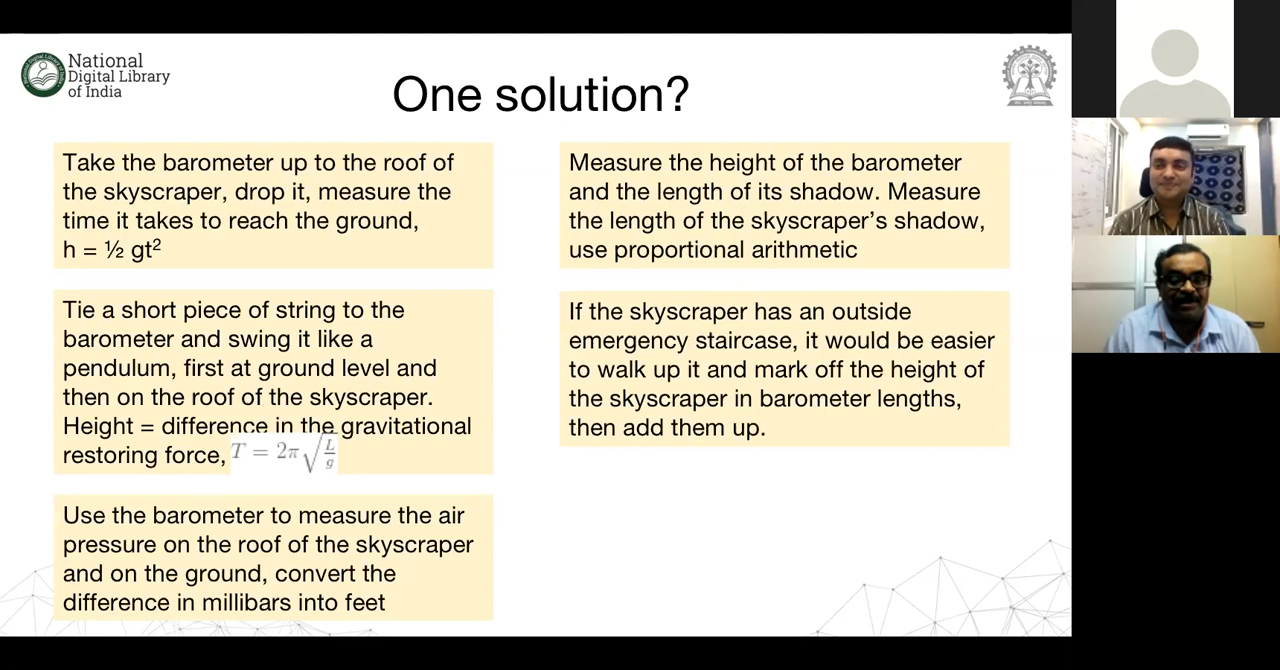 National
Digital Library
of India
One solution?
Take the barometer up to the roof of
the skyscraper, drop it, measure the
time it takes to reach the ground,
h = ½ gt²
Tie a short piece of string to the
barometer and swing it like a
pendulum, first at ground level and
then on the roof of the skyscraper.
Height = difference in the gravitational
restoring force, T = 2π√(L/g)
Use the barometer to measure the air
pressure on the roof of the skyscraper
and on the ground, convert the
difference in millibars into feet
Measure the height of the barometer
and the length of its shadow. Measure
the length of the skyscraper’s shadow,
use proportional arithmetic
If the skyscraper has an outside
emergency staircase, it would be easier
to walk up it and mark off the height of
the skyscraper in barometer lengths,
then add them up.